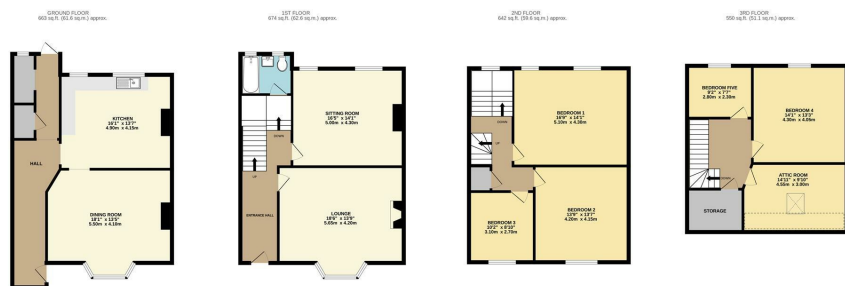 GROUND FLOOR
663 sq.ft. (61.6 sq.m.) approx.
KITCHEN
16'1" x 13'7"
4.90m x 4.15m
HALL
DINING ROOM
18'1" x 13'5"
5.50m x 4.10m
1ST FLOOR
674 sq.ft. (62.6 sq.m.) approx.
SITTING ROOM
16'5" x 14'1"
5.00m x 4.30m
DOWN
UP
ENTRANCE HALL
LOUNGE
18'6" x 13'9"
5.65m x 4.20m
2ND FLOOR
642 sq.ft. (59.6 sq.m.) approx.
BEDROOM 1
16'9" x 14'1"
5.10m x 4.30m
DOWN
UP
BEDROOM 2
13'9" x 13'7"
4.20m x 4.15m
BEDROOM 3
10'2" x 8'10"
3.10m x 2.70m
3RD FLOOR
550 sq.ft. (51.1 sq.m.) approx.
BEDROOM FIVE
9'2" x 7'7"
2.80m x 2.30m
BEDROOM 4
14'1" x 13'3"
4.30m x 4.05m
DOWN
ATTIC ROOM
14'11" x 9'10"
4.55m x 3.00m
STORAGE